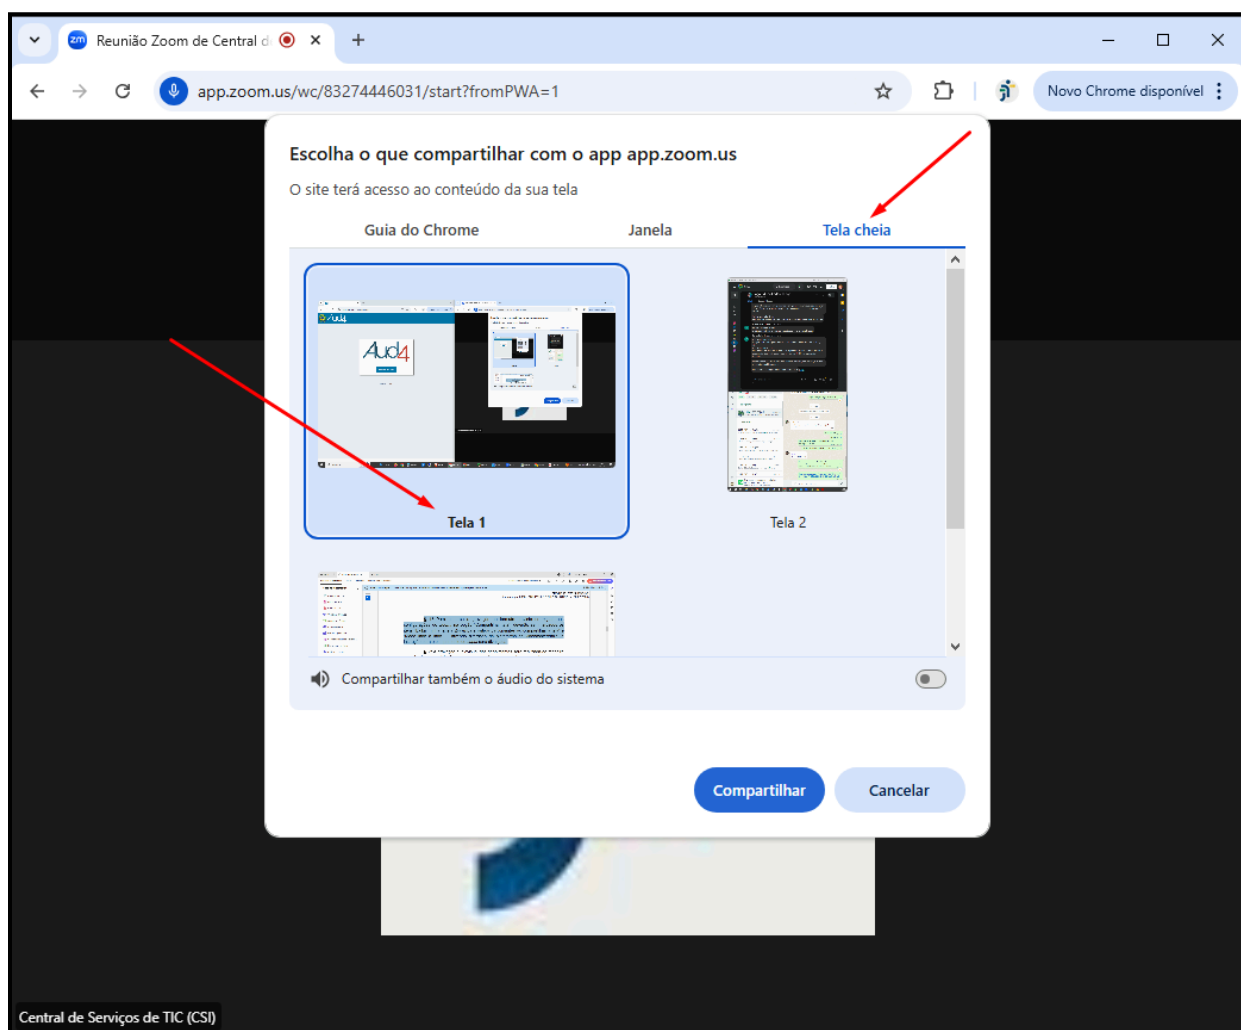 zm Reunião Zoom de Central d
app.zoom.us/wc/83274446031/start?fromPWA=1
Novo Chrome disponível
Escolha o que compartilhar com o app app.zoom.us
O site terá acesso ao conteúdo da sua tela
Guia do Chrome Janela Tela cheia
Aud4
Aud4
Tela 1 Tela 2
Compartilhar também o áudio do sistema
Compartilhar Cancelar
Central de Serviços de TIC (CSI)